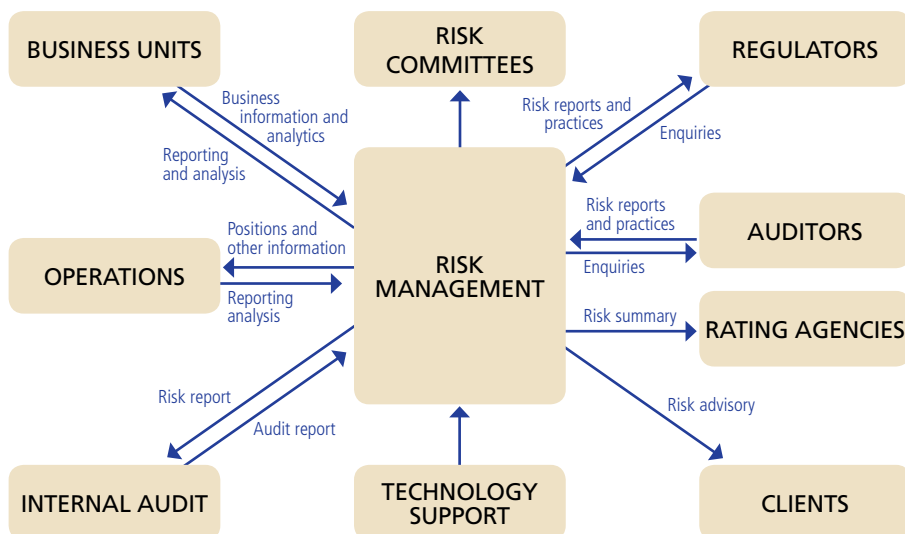 BUSINESS UNITS
RISK
COMMITTEES
REGULATORS
Business
information and
analytics
Reporting
and analysis
Risk reports and
practices
Enquiries
Positions and
other information
OPERATIONS
Reporting
analysis
RISK
MANAGEMENT
Risk reports
and practices
AUDITORS
Enquiries
Risk summary
RATING AGENCIES
Risk report
Audit report
Risk advisory
INTERNAL AUDIT
TECHNOLOGY
SUPPORT
CLIENTS